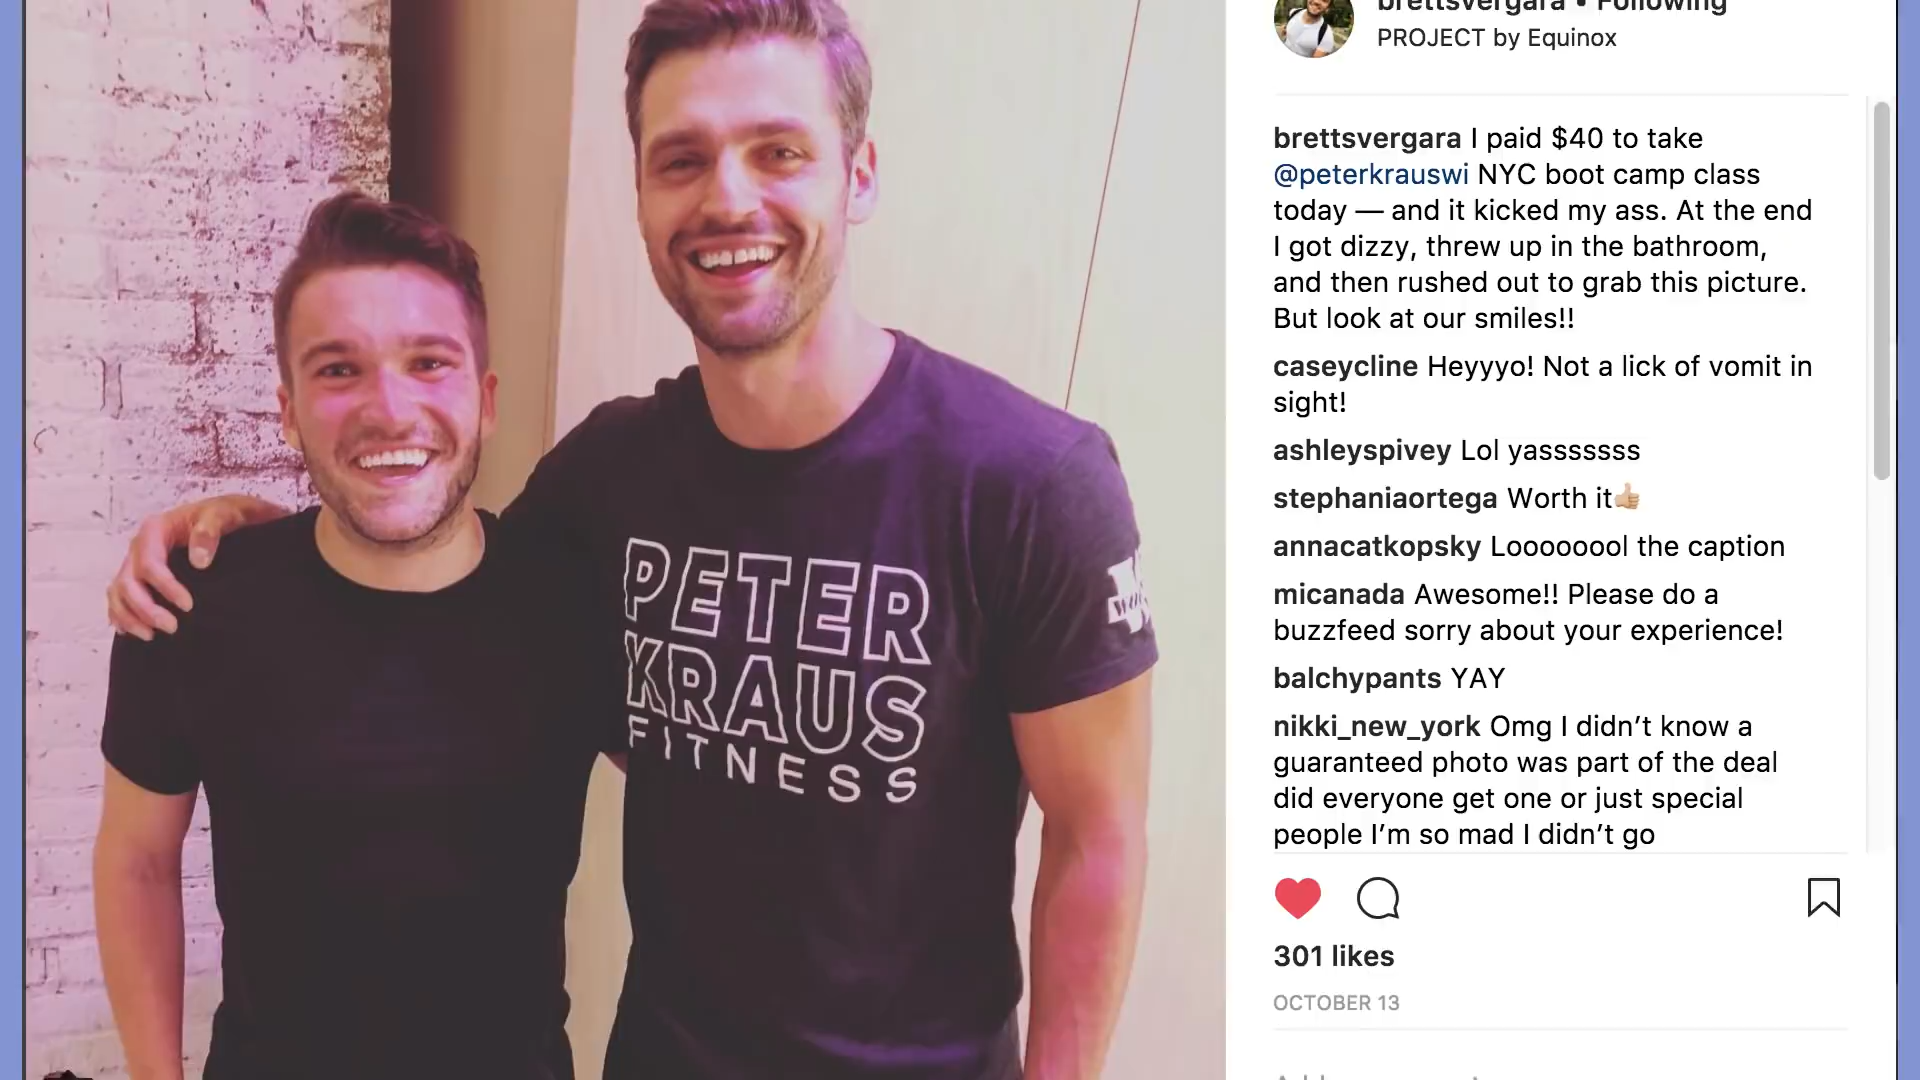 brettsvergara • Following
PROJECT by Equinox
brettsvergara I paid $40 to take
@peterkrauswi NYC boot camp class
today — and it kicked my ass. At the end
I got dizzy, threw up in the bathroom,
and then rushed out to grab this picture.
But look at our smiles!!
caseycline Heyyyo! Not a lick of vomit in
sight!
ashleyspivey Lol yasssssss
stephaniaortega Worth it👍🏼
annacatkopsky Loooooool the caption
micanada Awesome!! Please do a
buzzfeed sorry about your experience!
balchypants YAY
nikki_new_york Omg I didn’t know a
guaranteed photo was part of the deal
did everyone get one or just special
people I’m so mad I didn’t go
301 likes
OCTOBER 13
PETER
KRAUS
FITNESS